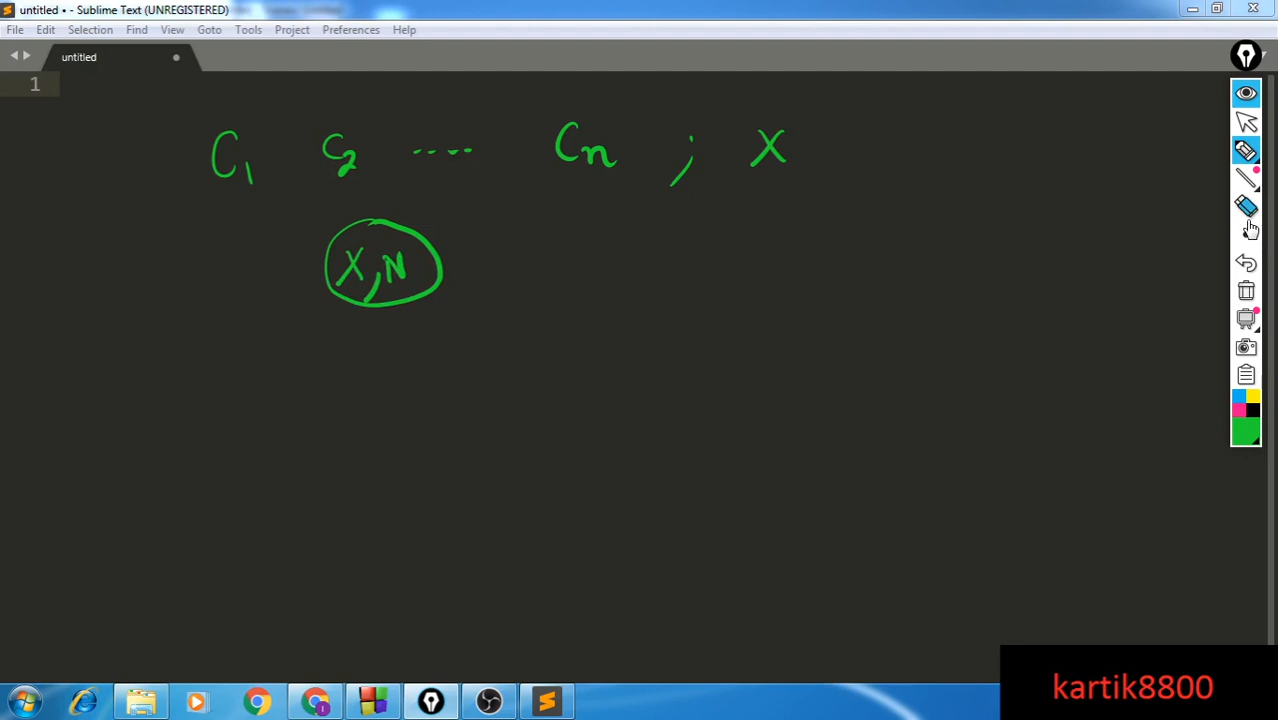 untitled • - Sublime Text (UNREGISTERED)
File Edit Selection Find View Goto Tools Project Preferences Help
untitled
1
C1 C2 ---- Cn ; X
X,N
kartik8800